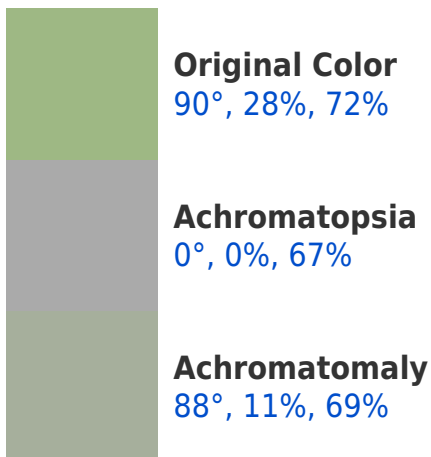 Original Color
90°, 28%, 72%
Achromatopsia
0°, 0%, 67%
Achromatomaly
88°, 11%, 69%